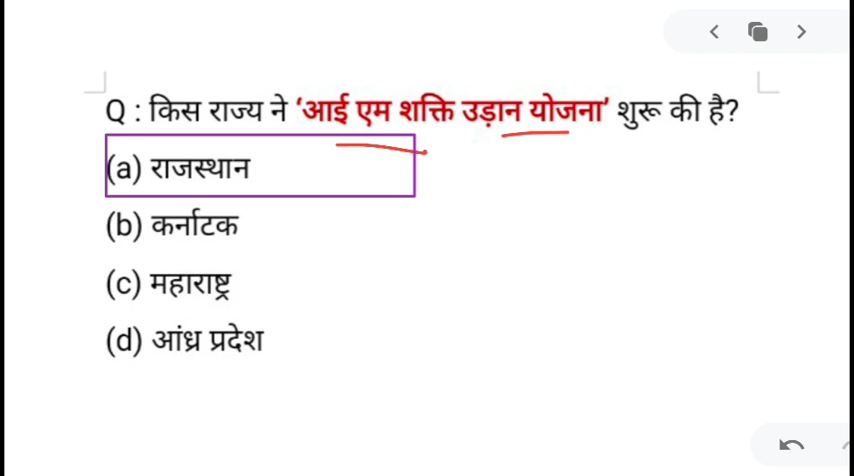 Q : किस राज्य ने ‘आई एम शक्ति उड़ान योजना’ शुरू की है?
(a) राजस्थान
(b) कर्नाटक
(c) महाराष्ट्र
(d) आंध्र प्रदेश